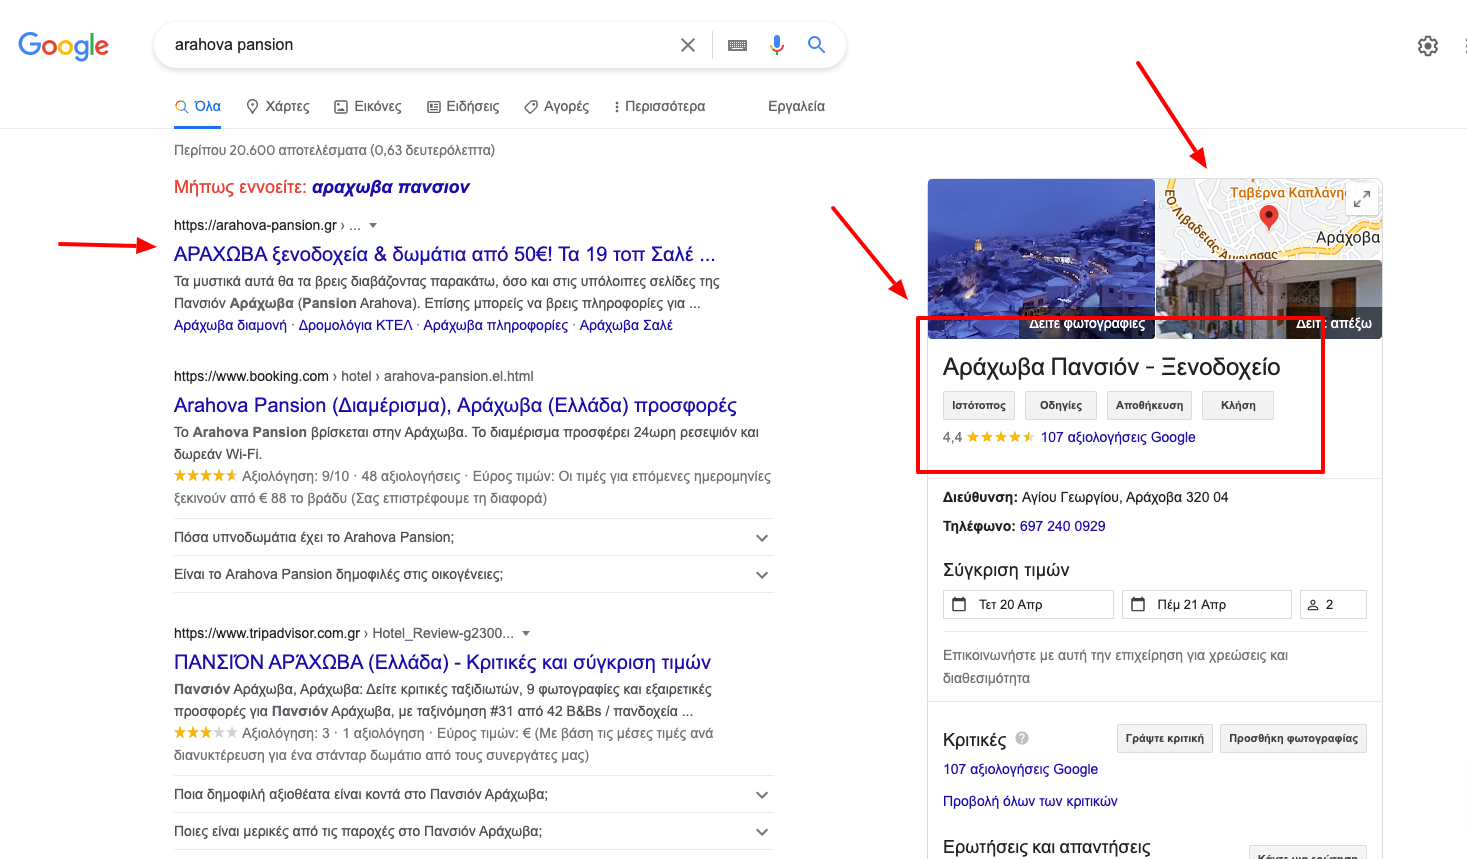 Google
arahova pansion
Όλα
Χάρτες
Εικόνες
Ειδήσεις
Αγορές
Περισσότερα
Εργαλεία
Περίπου 20.600 αποτελέσματα (0,63 δευτερόλεπτα)
Μήπως εννοείτε: αραχωβα πανσιον
https://arahova-pansion.gr › ...
ΑΡΑΧΩΒΑ ξενοδοχεία & δωμάτια από 50€! Τα 19 τοπ Σαλέ ...
Τα μυστικά αυτά θα τα βρεις διαβάζοντας παρακάτω, όσο και στις υπόλοιπες σελίδες της
Πανσιόν Αράχωβα (Pansion Arahova). Επίσης μπορείς να βρεις πληροφορίες για ...
Αράχωβα διαμονή · Δρομολόγια ΚΤΕΛ · Αράχωβα πληροφορίες · Αράχωβα Σαλέ
https://www.booking.com › hotel › arahova-pansion.el.html
Arahova Pansion (Διαμέρισμα), Αράχωβα (Ελλάδα) προσφορές
Το Arahova Pansion βρίσκεται στην Αράχωβα. Το διαμέρισμα προσφέρει 24ωρη ρεσεψιόν και
δωρεάν Wi-Fi.
Αξιολόγηση: 9/10 · 48 αξιολογήσεις · Εύρος τιμών: Οι τιμές για επόμενες ημερομηνίες
ξεκινούν από € 88 το βράδυ (Σας επιστρέφουμε τη διαφορά)
Πόσα υπνοδωμάτια έχει το Arahova Pansion;
Είναι το Arahova Pansion δημοφιλές στις οικογένειες;
https://www.tripadvisor.com.gr › Hotel_Review-g2300...
ΠΑΝΣΙΌΝ ΑΡΆΧΩΒΑ (Ελλάδα) - Κριτικές και σύγκριση τιμών
Πανσιόν Αράχωβα, Αράχωβα: Δείτε κριτικές ταξιδιωτών, 9 φωτογραφίες και εξαιρετικές
προσφορές για Πανσιόν Αράχωβα, με ταξινόμηση #31 από 42 B&Bs / πανδοχεία ...
Αξιολόγηση: 3 · 1 αξιολόγηση · Εύρος τιμών: € (Με βάση τις μέσες τιμές ανά
διανυκτέρευση για ένα στάνταρ δωμάτιο από τους συνεργάτες μας)
Ποια δημοφιλή αξιοθέατα είναι κοντά στο Πανσιόν Αράχωβα;
Ποιες είναι μερικές από τις παροχές στο Πανσιόν Αράχωβα;
Ταβέρνα Καπλάνης
ΕΟ Λιβαδειάς Άμφισσας
Αράχοβα
Δείτε φωτογραφίες
Δείτε απέξω
Αράχωβα Πανσιόν - Ξενοδοχείο
Ιστότοπος
Οδηγίες
Αποθήκευση
Κλήση
4,4
107 αξιολογήσεις Google
Διεύθυνση: Αγίου Γεωργίου, Αράχοβα 320 04
Τηλέφωνο: 697 240 0929
Σύγκριση τιμών
Τετ 20 Απρ
Πέμ 21 Απρ
2
Επικοινωνήστε με αυτή την επιχείρηση για χρεώσεις και
διαθεσιμότητα
Κριτικές
Γράψτε κριτική
Προσθήκη φωτογραφίας
107 αξιολογήσεις Google
Προβολή όλων των κριτικών
Ερωτήσεις και απαντήσεις
Κάντε μια ερώτηση